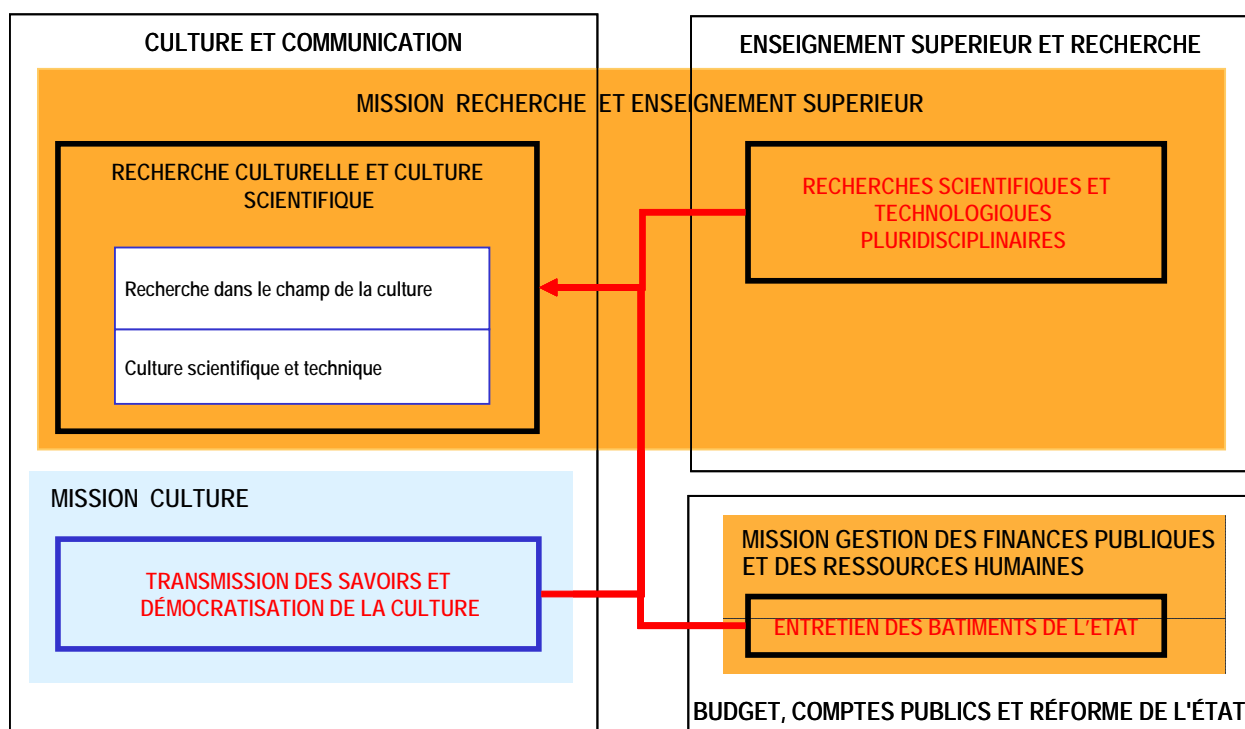 CULTURE ET COMMUNICATION
ENSEIGNEMENT SUPERIEUR ET RECHERCHE
MISSION RECHERCHE ET ENSEIGNEMENT SUPERIEUR
RECHERCHE CULTURELLE ET CULTURE
SCIENTIFIQUE
Recherche dans le champ de la culture
Culture scientifique et technique
RECHERCHES SCIENTIFIQUES ET
TECHNOLOGIQUES
PLURIDISCIPLINAIRES
MISSION CULTURE
TRANSMISSION DES SAVOIRS ET
DÉMOCRATISATION DE LA CULTURE
MISSION GESTION DES FINANCES PUBLIQUES
ET DES RESSOURCES HUMAINES
ENTRETIEN DES BÂTIMENTS DE L'ETAT
BUDGET, COMPTES PUBLICS ET RÉFORME DE L'ÉTAT